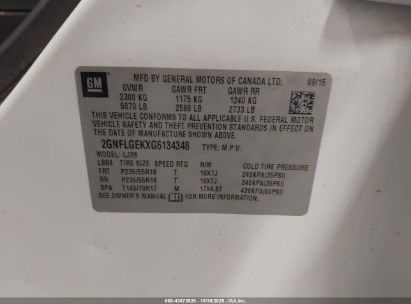 GM MFD BY GENERAL MOTORS OF CANADA LTD.
GVWR GAWR FRT GAWR RR 09/15
2300 KG 1175 KG 1240 KG
5070 LB 2590 LB 2733 LB
THIS VEHICLE CONFORMS TO ALL APPLICABLE U.S. FEDERAL MOTOR
VEHICLE SAFETY AND THEFT PREVENTION STANDARDS IN EFFECT ON
THE DATE OF MANUFACTURE SHOWN ABOVE.
2GNFLGEKXG6134348 TYPE: M.P.V.
MODEL: LJ26
TIRE SIZE SPEED RTG RIM COLD TIRE PRESSURE
FRT P235/55R18 T 18X7J 240KPA(35PSI)
RR P235/55R18 T 18X7J 240KPA(35PSI)
SPA T145/70R17 M 17X4.5T 420KPA(60PSI)
SEE OWNER'S MANUAL FOR ADDITIONAL INFORMATION.